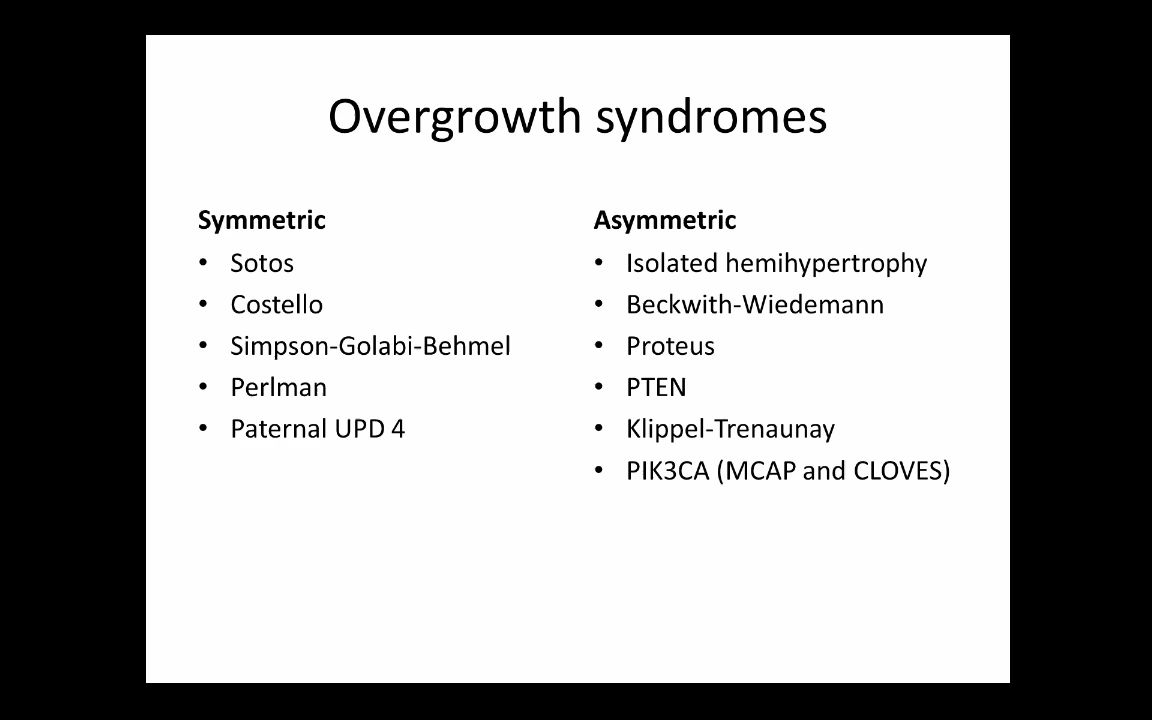 Overgrowth syndromes
Symmetric
• Sotos
• Costello
• Simpson-Golabi-Behmel
• Perlman
• Paternal UPD 4
Asymmetric
• Isolated hemihypertrophy
• Beckwith-Wiedemann
• Proteus
• PTEN
• Klippel-Trenaunay
• PIK3CA (MCAP and CLOVES)